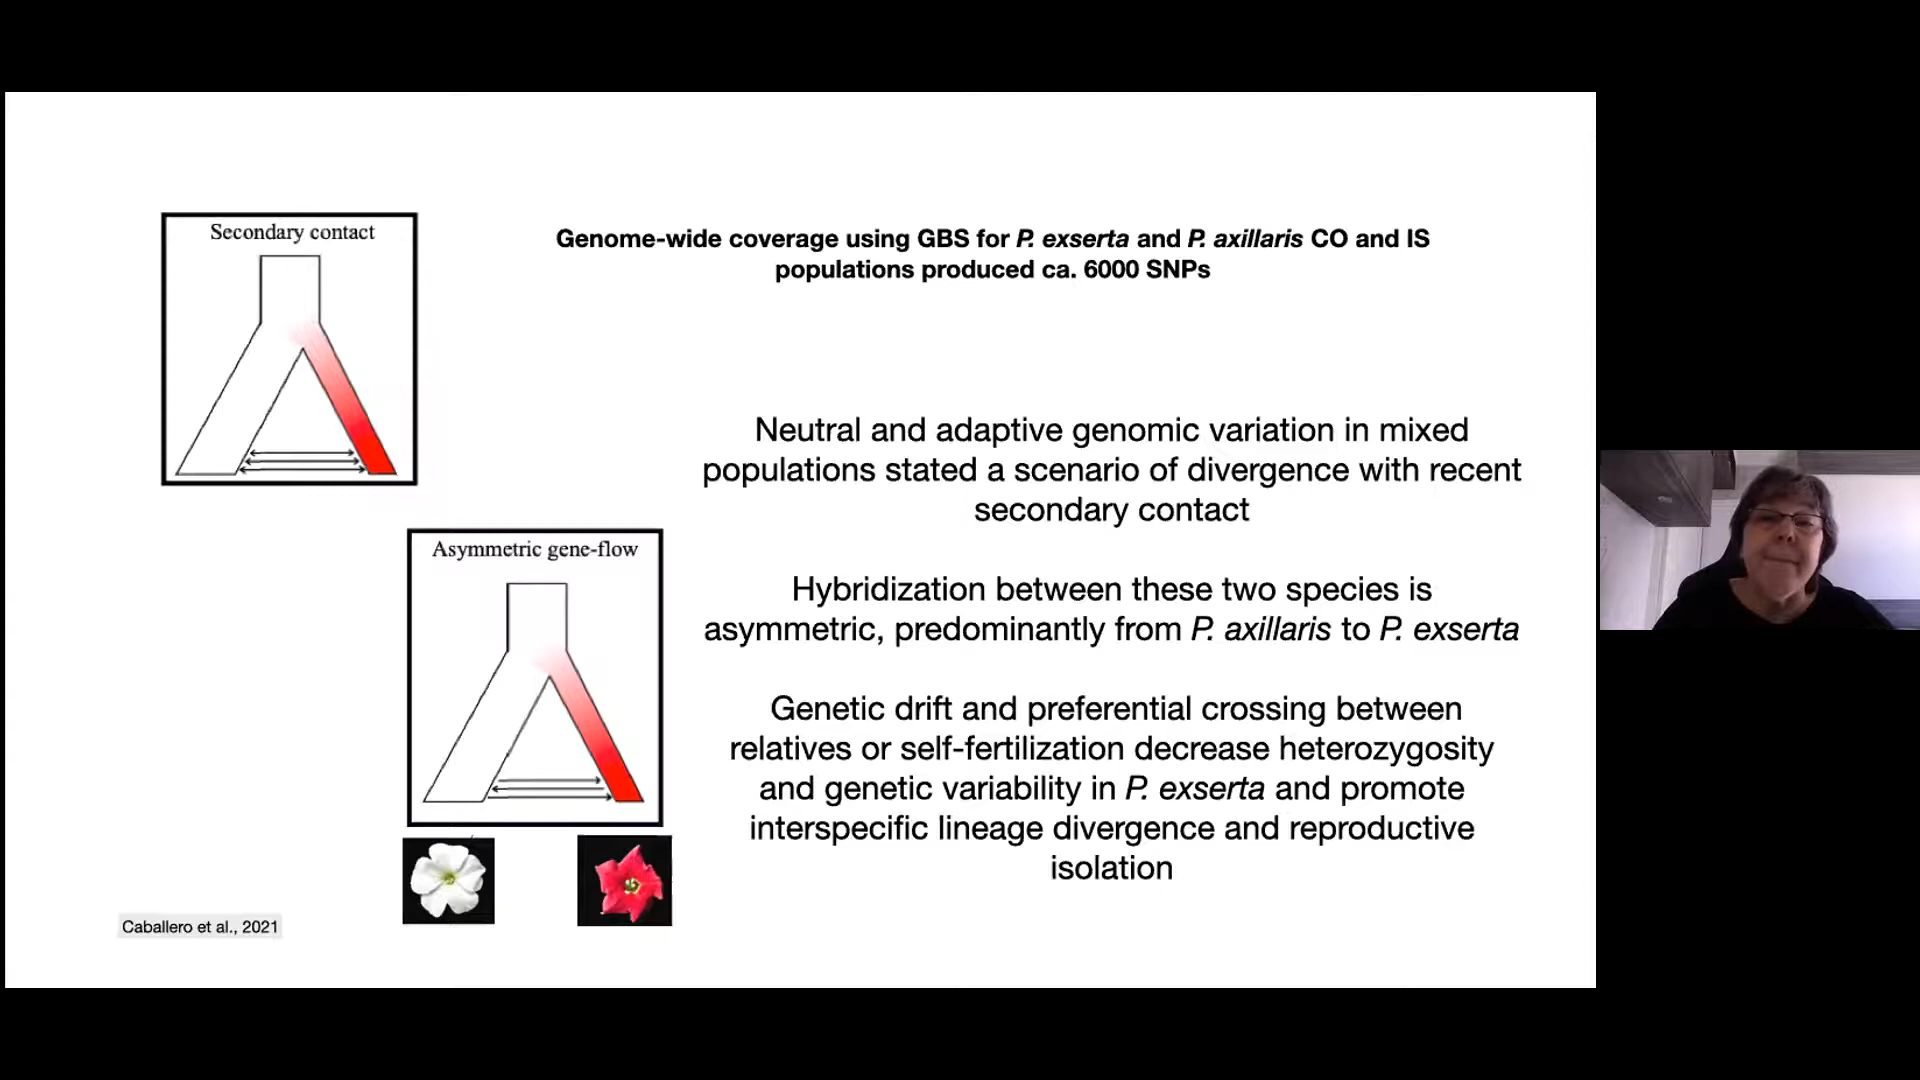 Secondary contact
Genome-wide coverage using GBS for P. exserta and P. axillaris CO and IS
populations produced ca. 6000 SNPs
Neutral and adaptive genomic variation in mixed
populations stated a scenario of divergence with recent
secondary contact
Asymmetric gene-flow
Hybridization between these two species is
asymmetric, predominantly from P. axillaris to P. exserta
Genetic drift and preferential crossing between
relatives or self-fertilization decrease heterozygosity
and genetic variability in P. exserta and promote
interspecific lineage divergence and reproductive
isolation
Caballero et al., 2021